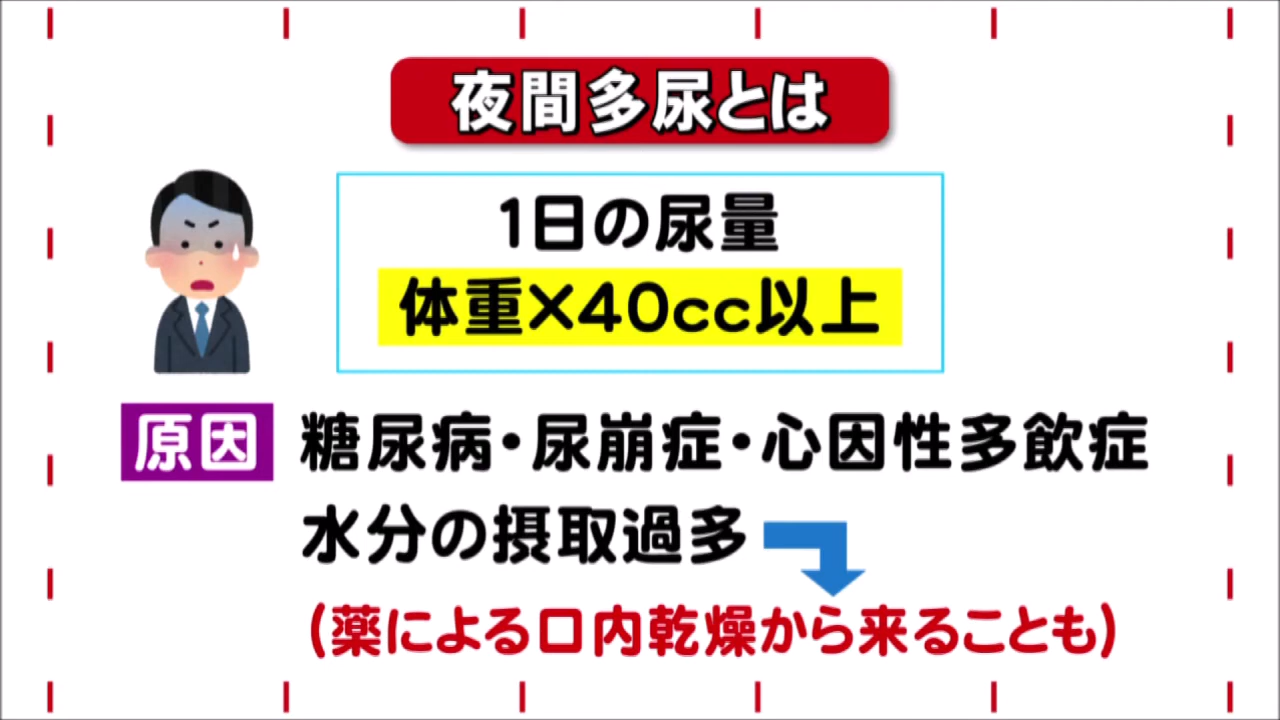 夜間多尿とは
1日の尿量
体重×40cc以上
原因 糖尿病・尿崩症・心因性多飲症
水分の摂取過多
(薬による口内乾燥から来ることも)